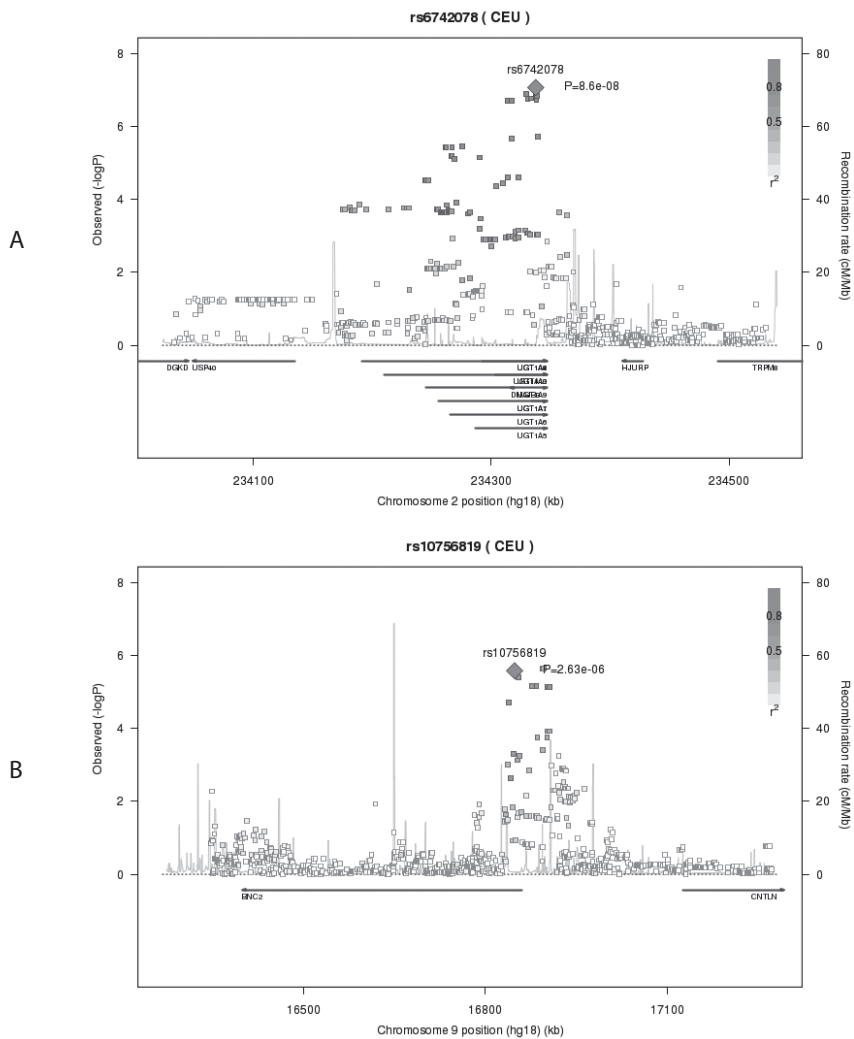 rs6742078 ( CEU )
A
Observed (-logP)
8
6
4
2
0
rs6742078
P=8.6e-08
0.8
0.5
r²
80
60
40
20
0
Recombination rate (cM/Mb)
DGKD
USP40
HJURP
TRPM8
UGT1A7
UGT1A6
UGT1A5
234100
234300
234500
Chromosome 2 position (hg18) (kb)
rs10756819 ( CEU )
B
Observed (-logP)
8
6
4
2
0
rs10756819
P=2.63e-06
0.8
0.5
r²
80
60
40
20
0
Recombination rate (cM/Mb)
BNC2
CNTLN
16500
16800
17100
Chromosome 9 position (hg18) (kb)